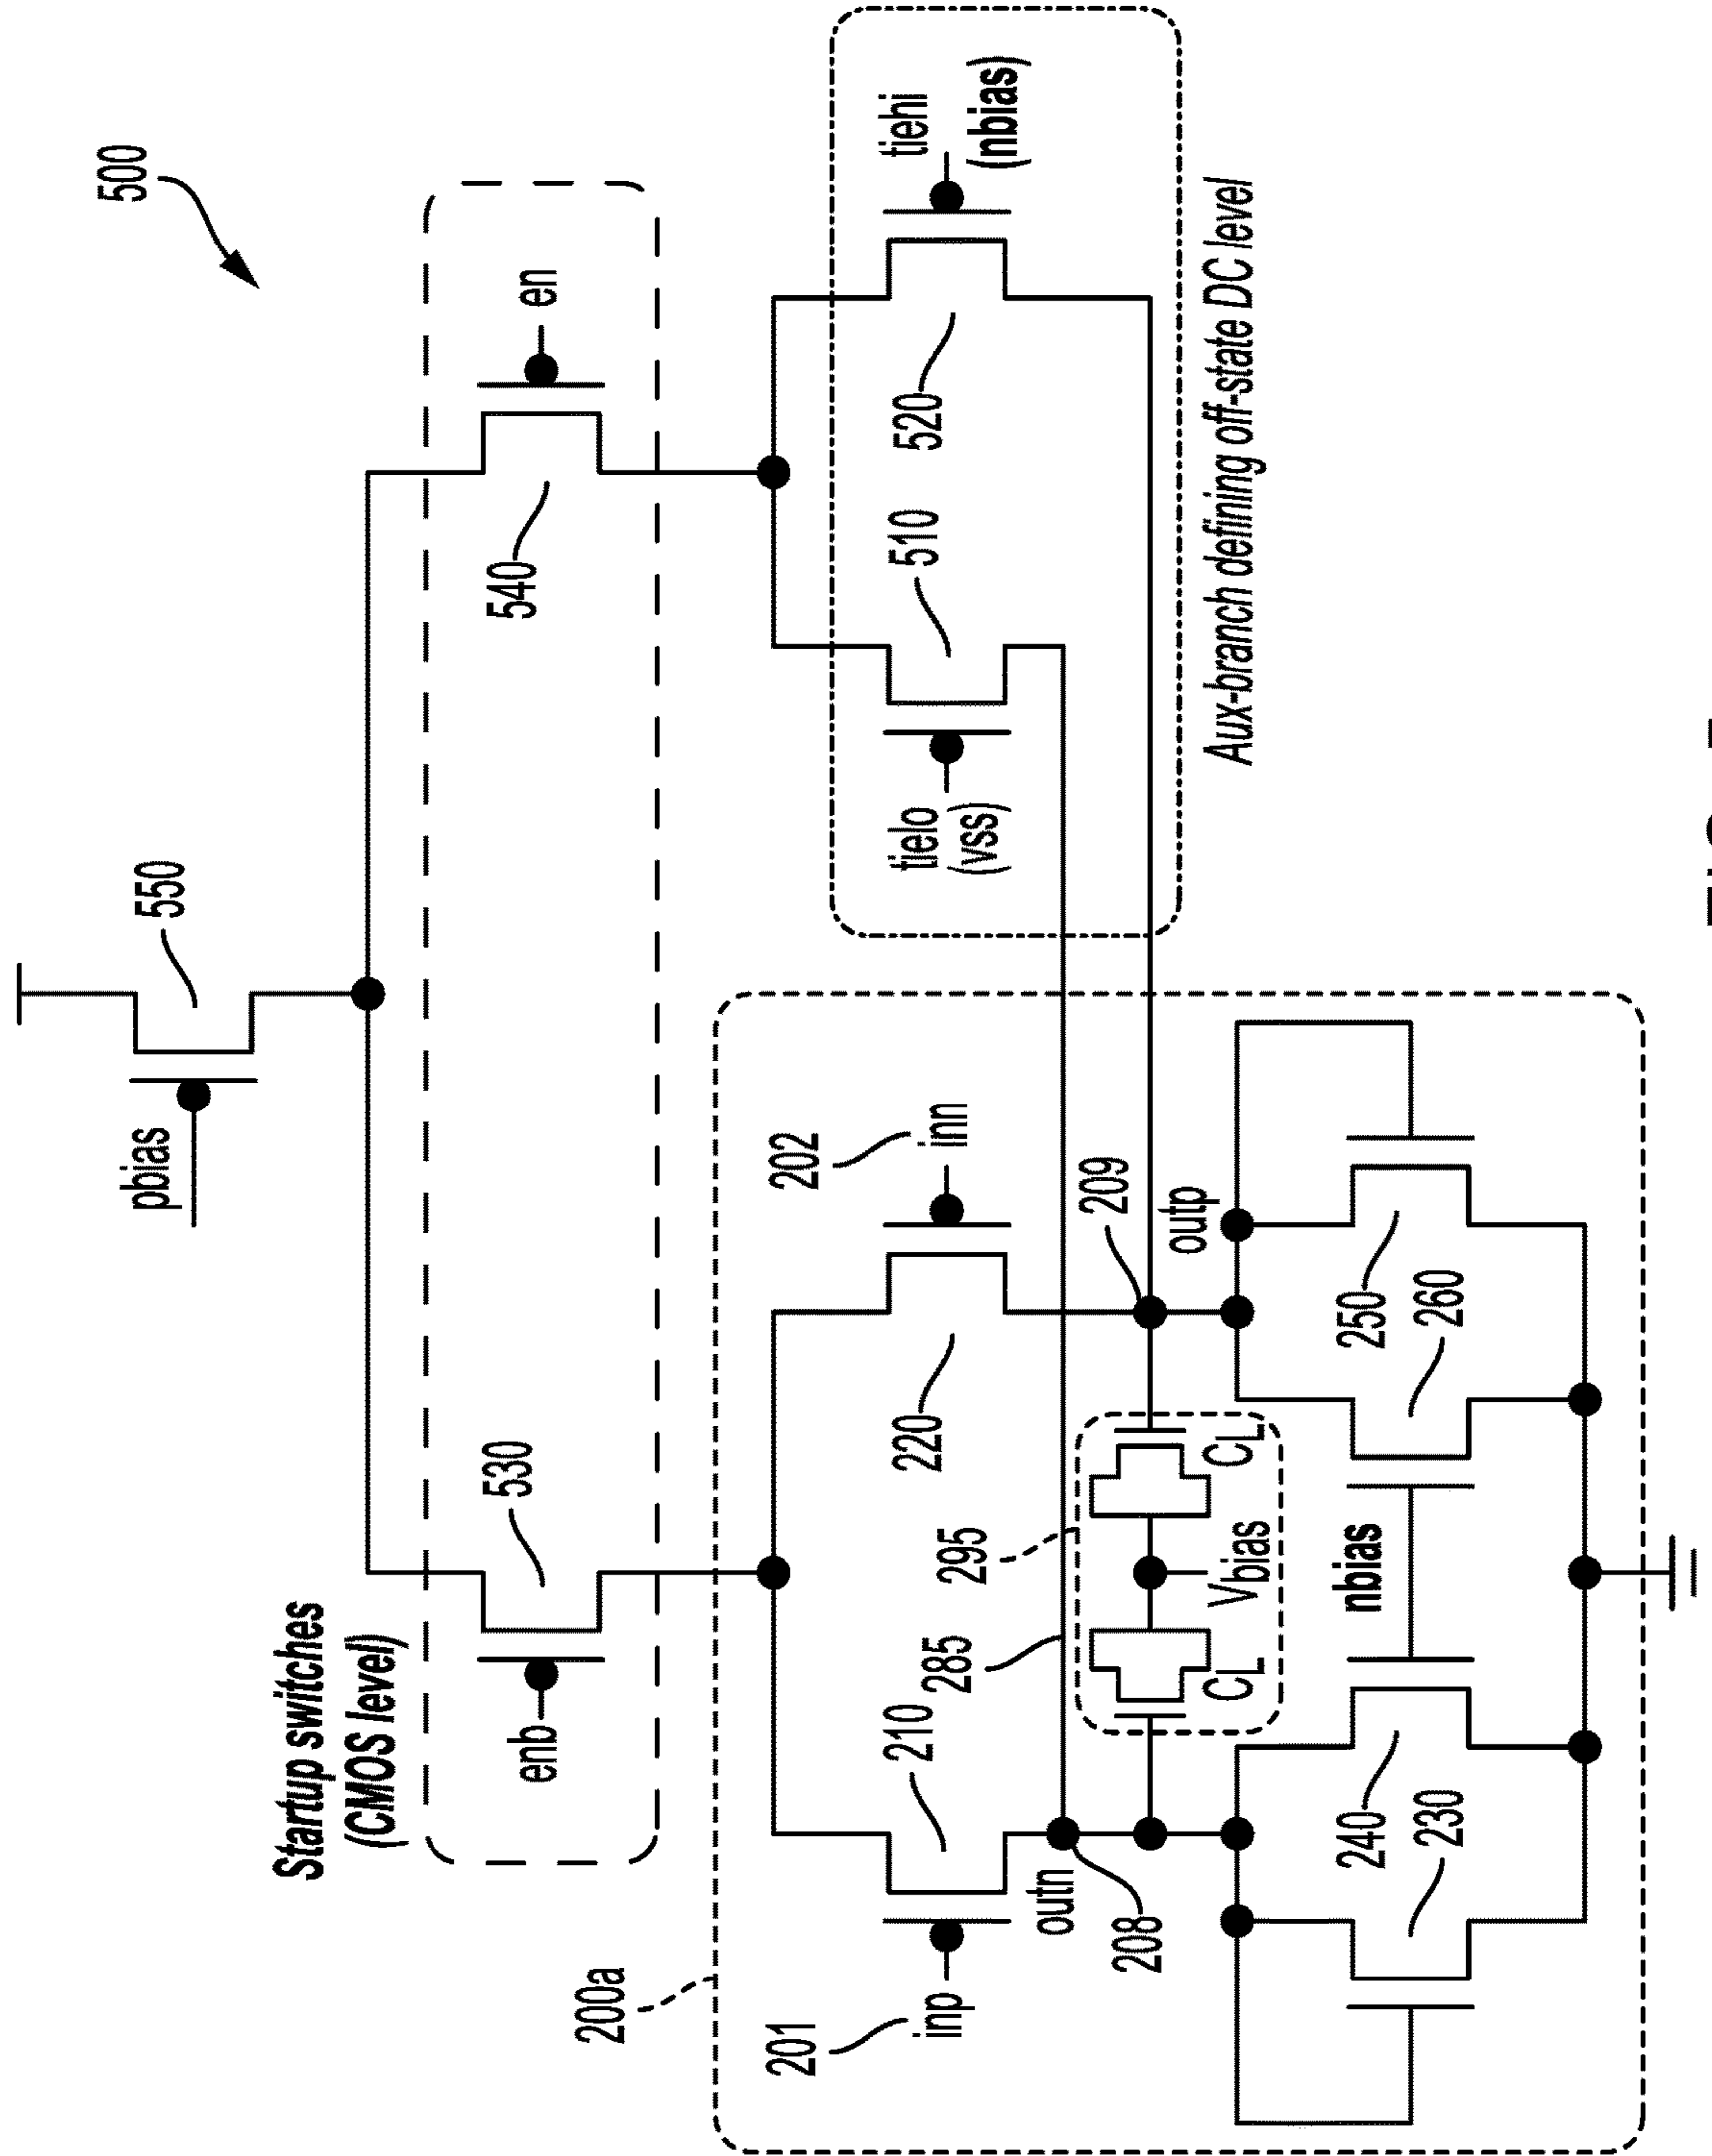 500
pbias
550
Startup switches
(CMOS level)
enb
530
540
en
200a
201
inp
210
220
202
inn
tielo
(vss)
510
520
tiehi
(nbias)
outn
208
285
295
CL
Vbias
CL
209
outp
Aux-branch defining off-state DC level
240
230
nbias
250
260